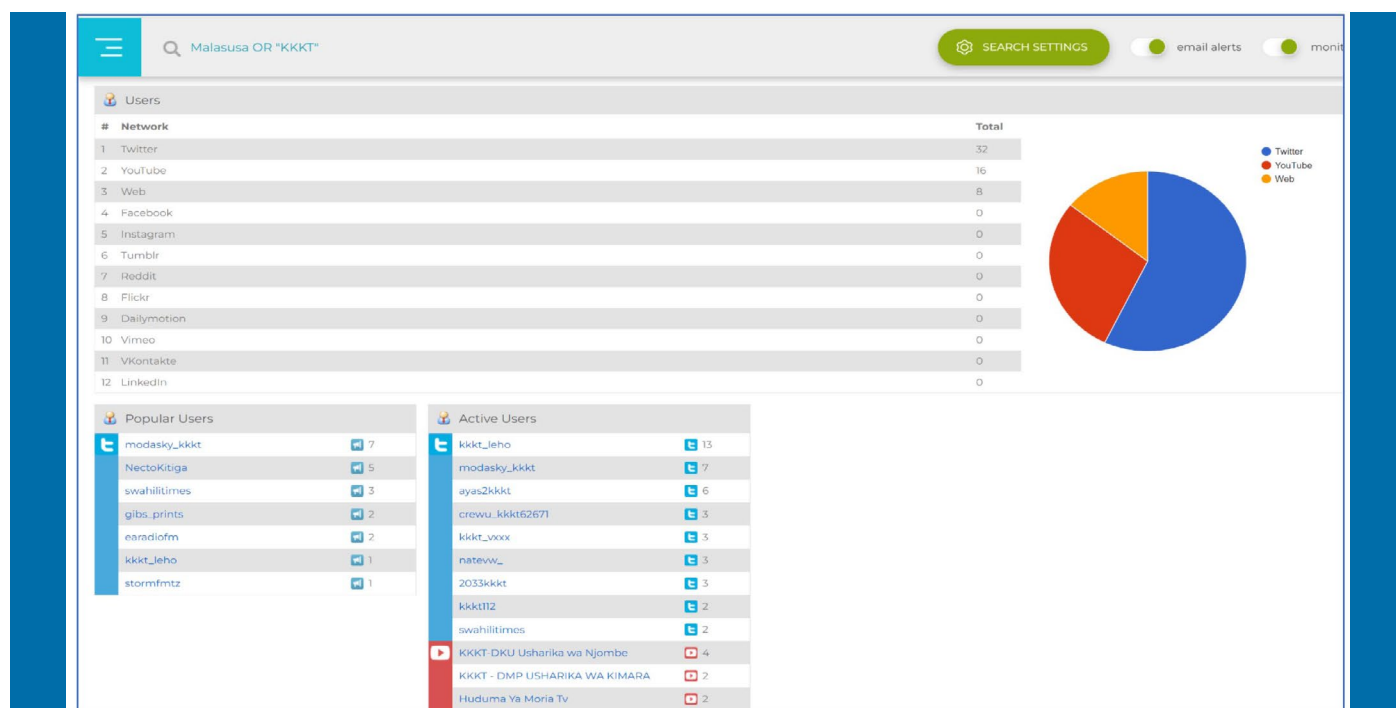 Malasusa OR "KKKT"
SEARCH SETTINGS
email alerts
monit
Users
# Network Total
1 Twitter 32
2 YouTube 16
3 Web 8
4 Facebook 0
5 Instagram 0
6 Tumblr 0
7 Reddit 0
8 Flickr 0
9 Dailymotion 0
10 Vimeo 0
11 VKontakte 0
12 LinkedIn 0
Twitter
YouTube
Web
Popular Users
modasky_kkkt 7
NectoKitiga 5
swahilitimes 3
gibs_prints 2
earadiofm 2
kkkt_leho 1
stormfmtz 1
Active Users
kkkt_leho 13
modasky_kkkt 7
ayas2kkkt 6
crewu_kkkt62671 3
kkkt_vxxx 3
natevw_ 3
2033kkkt 3
kkkt112 2
swahilitimes 2
KKKT-DKU Usharika wa Njombe 4
KKKT - DMP USHARIKA WA KIMARA 2
Huduma Ya Moria Tv 2